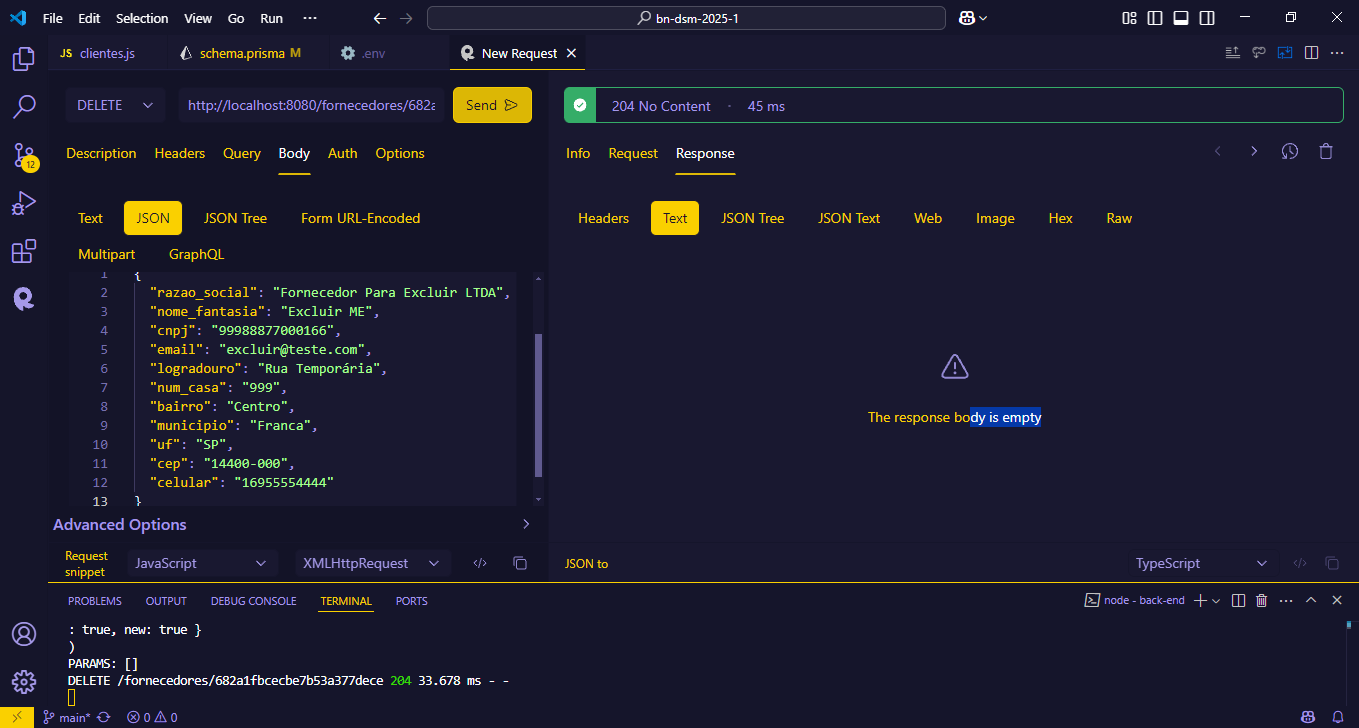 File Edit Selection View Go Run ··· bn-dsm-2025-1
JS clientes.js schema.prisma M .env New Request
DELETE http://localhost:8080/fornecedores/682a Send
204 No Content · 45 ms
Description Headers Query Body Auth Options
Info Request Response
12
Text JSON JSON Tree Form URL-Encoded
Multipart GraphQL
Headers Text JSON Tree JSON Text Web Image Hex Raw
1 {
2 "razao_social": "Fornecedor Para Excluir LTDA",
3 "nome_fantasia": "Excluir ME",
4 "cnpj": "99988877000166",
5 "email": "excluir@teste.com",
6 "logradouro": "Rua Temporária",
7 "num_casa": "999",
8 "bairro": "Centro",
9 "municipio": "Franca",
10 "uf": "SP",
11 "cep": "14400-000",
12 "celular": "16955554444"
13 }
The response body is empty
Advanced Options
Request
snippet
JavaScript XMLHttpRequest
JSON to TypeScript
PROBLEMS OUTPUT DEBUG CONSOLE TERMINAL PORTS node - back-end
: true, new: true }
)
PARAMS: []
DELETE /fornecedores/682a1fbcecbe7b53a377dece 204 33.678 ms - -
main* 0 0